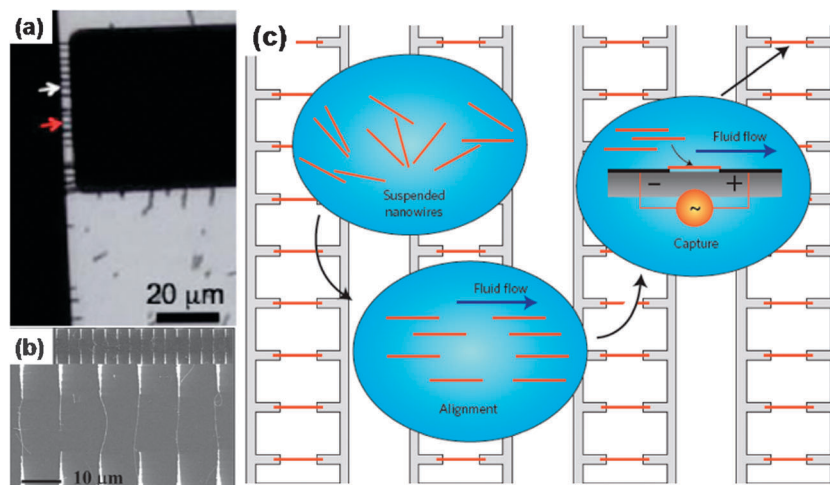 (a)
20 μm
(b)
10 μm
(c)
Suspended
nanowires
Fluid flow
Alignment
Fluid flow
− +
~
Capture